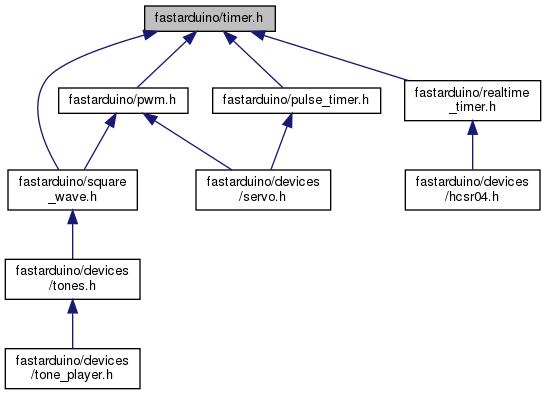 fastarduino/timer.h
fastarduino/pwm.h
fastarduino/pulse_timer.h
fastarduino/realtime
_timer.h
fastarduino/square
_wave.h
fastarduino/devices
/servo.h
fastarduino/devices
/hcsr04.h
fastarduino/devices
/tones.h
fastarduino/devices
/tone_player.h